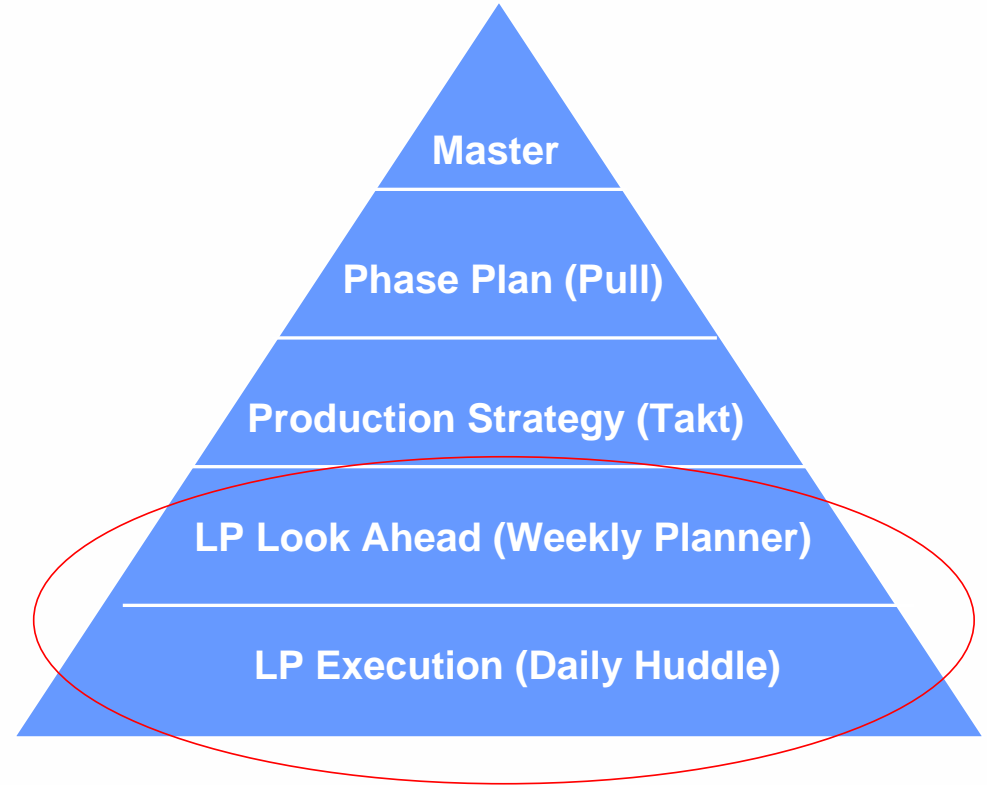 Master
Phase Plan (Pull)
Production Strategy (Takt)
LP Look Ahead (Weekly Planner)
LP Execution (Daily Huddle)